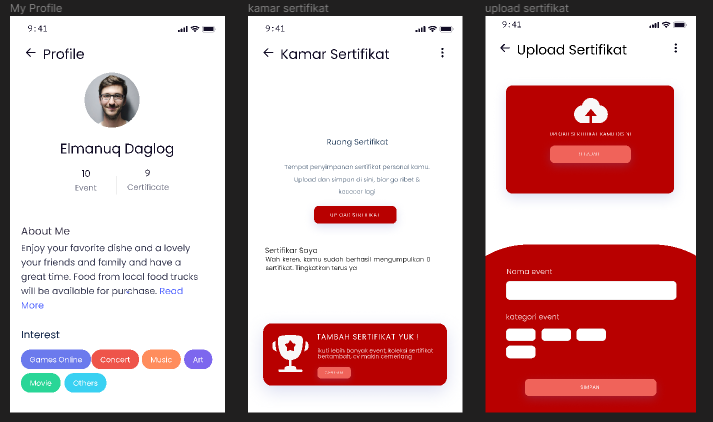 My Profile
9:41
Profile
Elmanuq Daglog
10
Event
9
Certificate
About Me
Enjoy your favorite dishe and a lovely
your friends and family and have a
great time. Food from local food trucks
will be available for purchase. Read
More
Interest
Games Online
Concert
Music
Art
Movie
Others
kamar sertifikat
9:41
Kamar Sertifikat
Ruang Sertifikat
Tempat penyimpanan sertifikat personal kamu.
Upload dan simpan di sini, biar ga ribet &
lagi
UPLOAD SERTIFIKAT
Sertifikar Saya
Wah keren, kamu sudah berhasil mengumpulkan 0
sertifikat. Tingkatkan terus ya
TAMBAH SERTIFIKAT YUK !
Ikuti lebih banyak event, Koleksi sertifikat
bertambah, cv makin cemerlang
upload sertifikat
9:41
Upload Sertifikat
UPLOAD SERTIFIKAT KAMU DISINI
Nama event
kategori event
SIMPAN